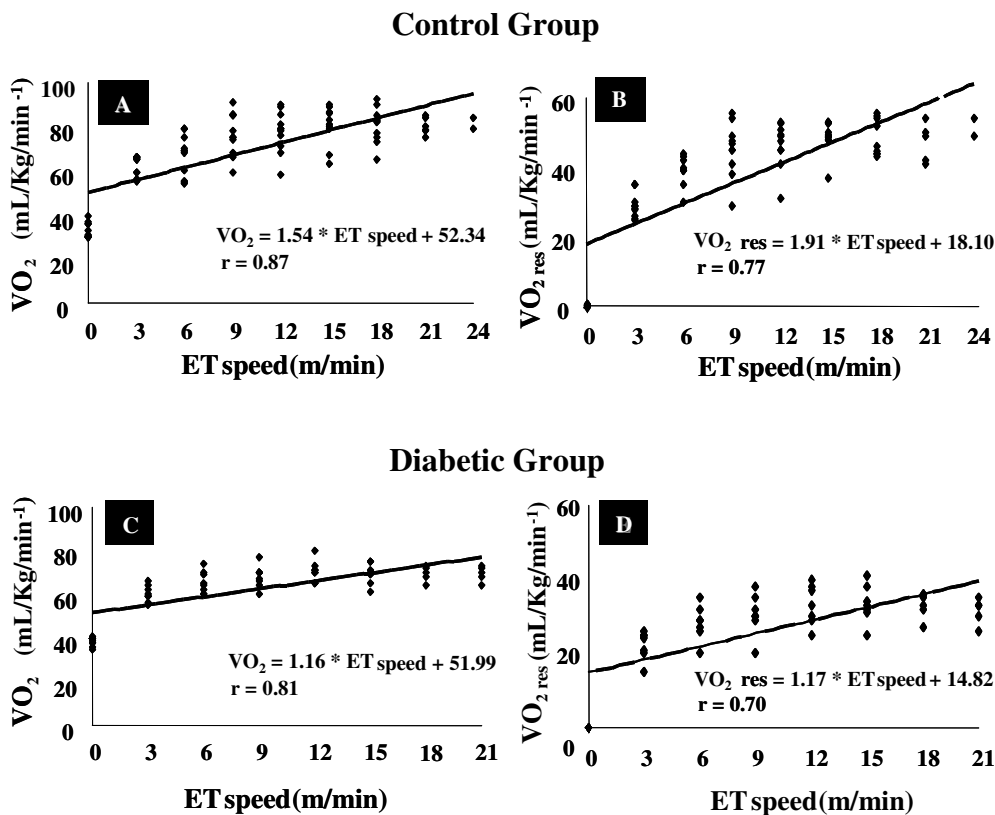 Control Group
A
VO2 (mL/Kg/min-1)
100
80
60
40
20
0
VO2 = 1.54 * ET speed + 52.34
r = 0.87
0 3 6 9 12 15 18 21 24
ET speed (m/min)
B
VO2 res (mL/Kg/min -1)
60
40
20
0
VO2 res = 1.91 * ET speed + 18.10
r = 0.77
0 3 6 9 12 15 18 21 24
ET speed (m/min)
Diabetic Group
C
VO2 (mL/Kg/min-1)
100
80
60
40
20
0
VO2 = 1.16 * ET speed + 51.99
r = 0.81
0 3 6 9 12 15 18 21
ET speed (m/min)
D
VO2 res (mL/Kg/min-1)
60
40
20
0
VO2 res = 1.17 * ET speed + 14.82
r = 0.70
0 3 6 9 12 15 18 21
ET speed (m/min)